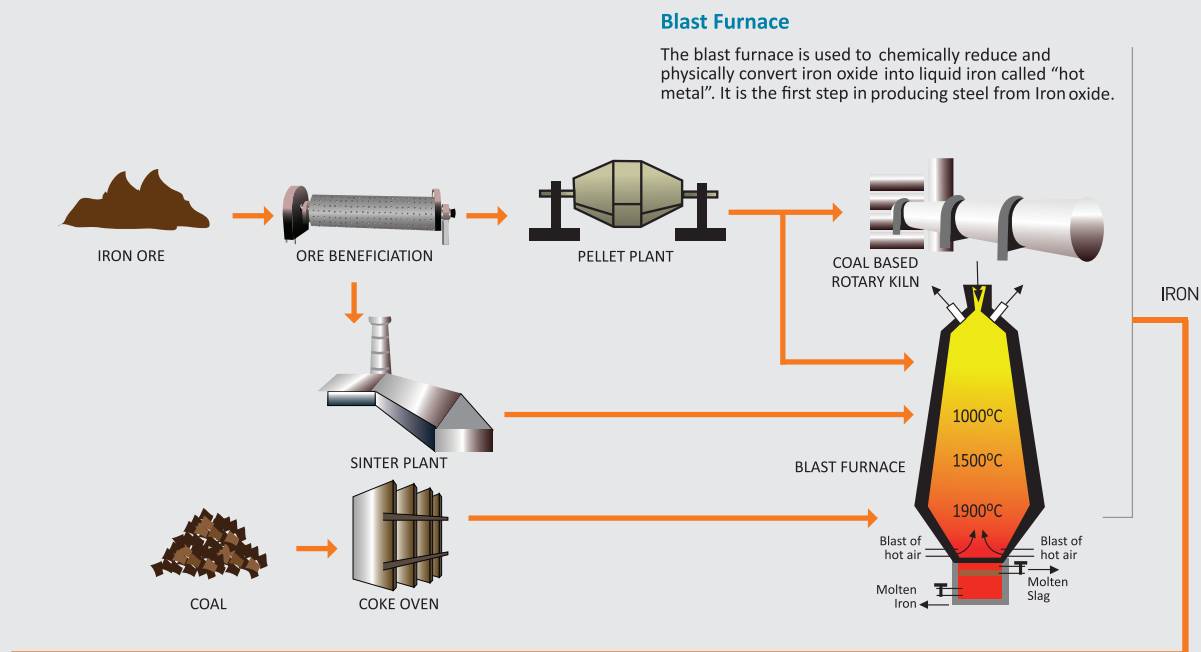 Blast Furnace
The blast furnace is used to chemically reduce and
physically convert iron oxide into liquid iron called “hot
metal”. It is the first step in producing steel from Iron oxide.
IRON ORE
ORE BENEFICIATION
PELLET PLANT
COAL BASED
ROTARY KILN
IRON
SINTER PLANT
BLAST FURNACE
1000⁰C
1500⁰C
1900⁰C
Blast of
hot air
Blast of
hot air
Molten
Slag
Molten
Iron
COAL
COKE OVEN